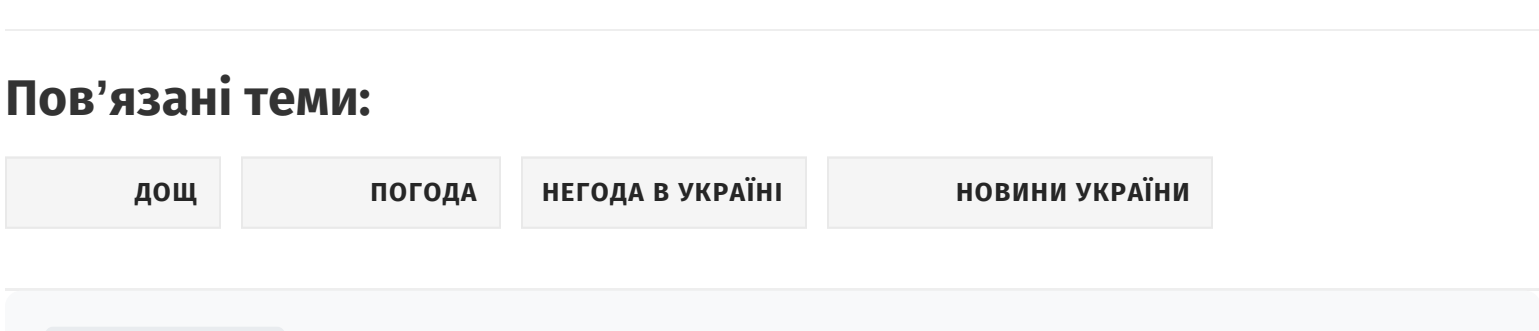 Пов’язані теми:
ДОЩ ПОГОДА НЕГОДА В УКРАЇНІ НОВИНИ УКРАЇНИ